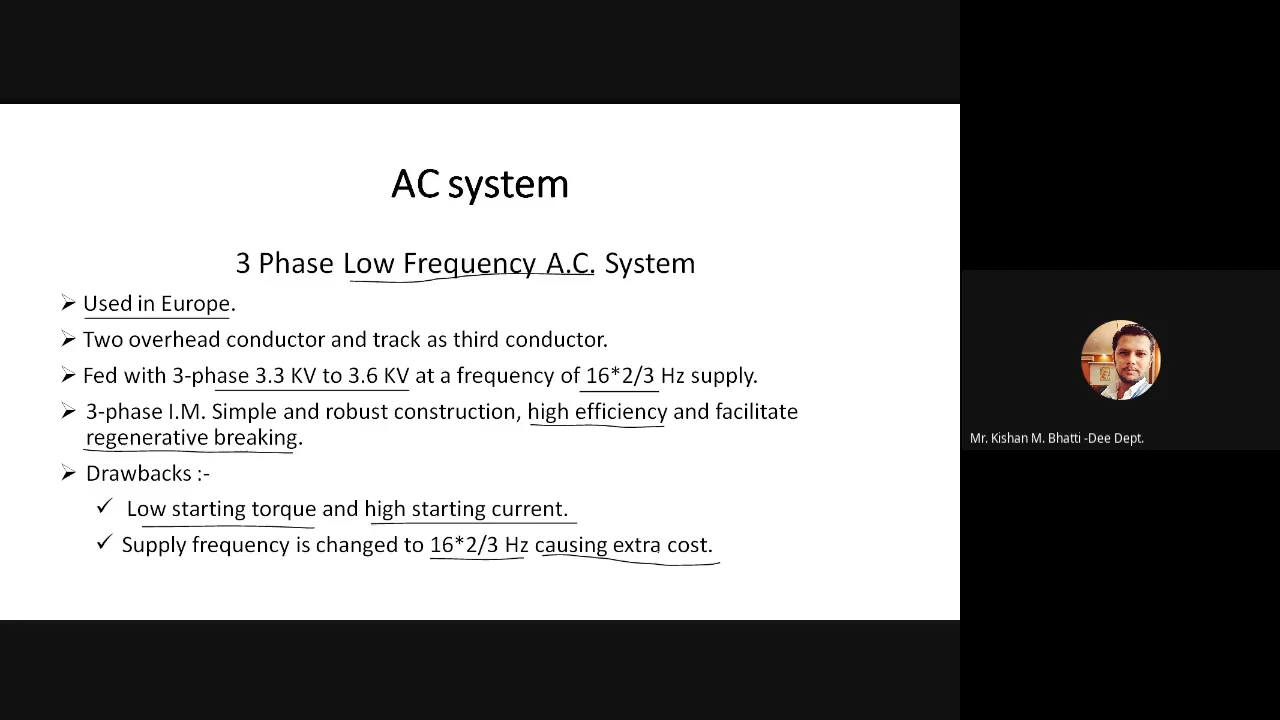 AC system
3 Phase Low Frequency A.C. System
Used in Europe.
Two overhead conductor and track as third conductor.
Fed with 3-phase 3.3 KV to 3.6 KV at a frequency of 16*2/3 Hz supply.
3-phase I.M. Simple and robust construction, high efficiency and facilitate
regenerative breaking.
Drawbacks :-
Low starting torque and high starting current.
Supply frequency is changed to 16*2/3 Hz causing extra cost.
Mr. Kishan M. Bhatti -Dee Dept.